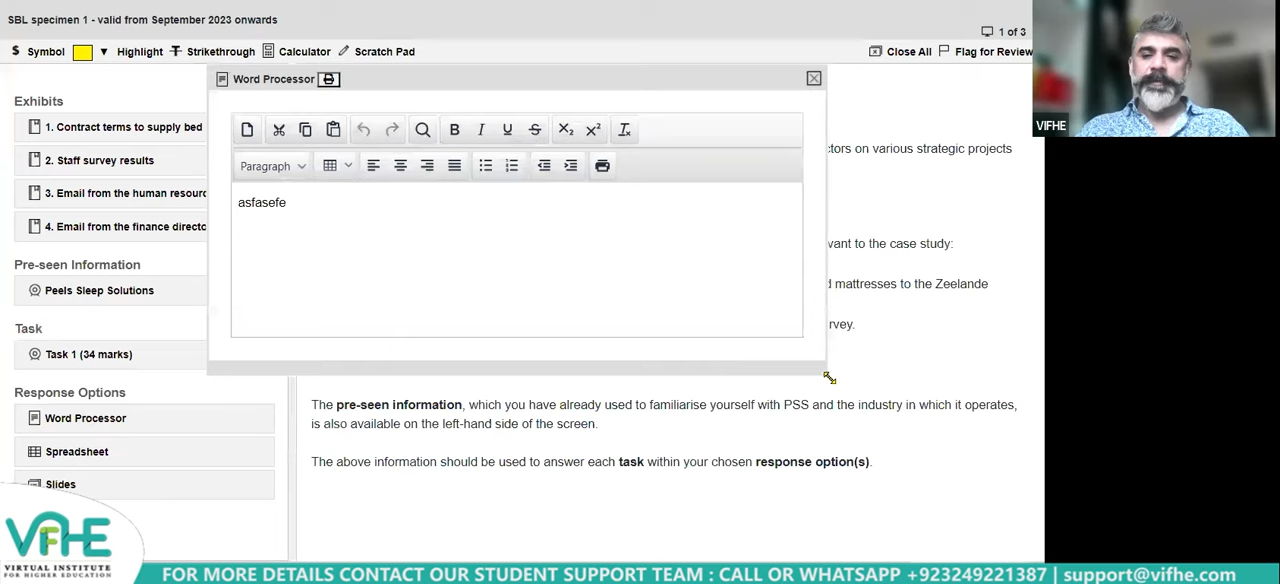 SBL specimen 1 - valid from September 2023 onwards
1 of 3
Symbol
Highlight
Strikethrough
Calculator
Scratch Pad
Close All
Flag for Review
VIFHE
Word Processor
Exhibits
1. Contract terms to supply bed
2. Staff survey results
3. Email from the human resourc
4. Email from the finance directo
Pre-seen Information
Peels Sleep Solutions
Task
Task 1 (34 marks)
Response Options
Word Processor
Spreadsheet
Slides
Paragraph
asfasefe
ctors on various strategic projects
vant to the case study:
d mattresses to the Zeelande
rvey.
The pre-seen information, which you have already used to familiarise yourself with PSS and the industry in which it operates,
is also available on the left-hand side of the screen.
The above information should be used to answer each task within your chosen response option(s).
VIFHE
VIRTUAL INSTITUTE
FOR HIGHER EDUCATION
FOR MORE DETAILS CONTACT OUR STUDENT SUPPORT TEAM : CALL OR WHATSAPP +923249221387 | support@vifhe.com